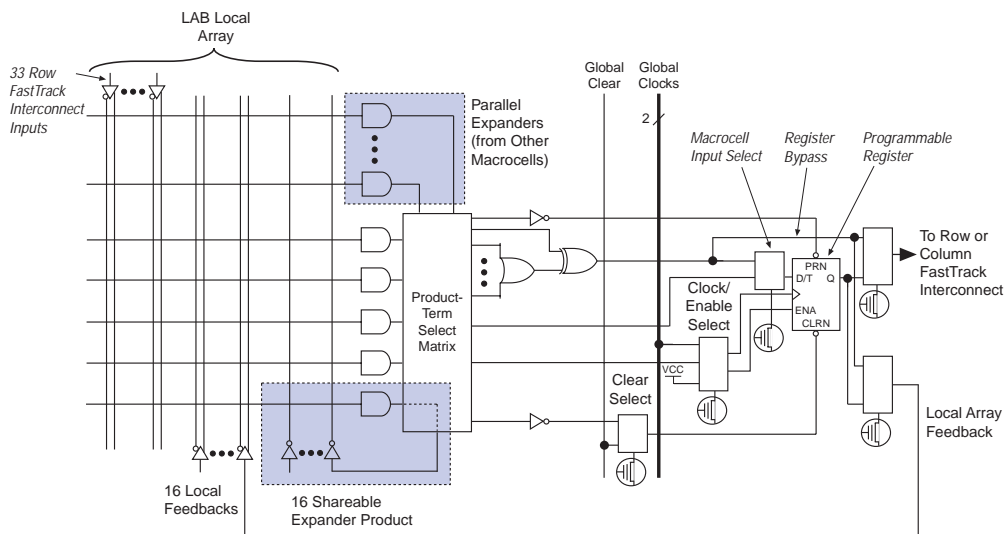 LAB Local
Array
33 Row
FastTrack
Interconnect
Inputs
Parallel
Expanders
(from Other
Macrocells)
Global
Clear
Global
Clocks
2
Macrocell
Input Select
Register
Bypass
Programmable
Register
To Row or
Column
FastTrack
Interconnect
PRN
D/T
Q
ENA
CLRN
Product-
Term
Select
Matrix
Clock/
Enable
Select
VCC
Clear
Select
Local Array
Feedback
16 Local
Feedbacks
16 Shareable
Expander Product